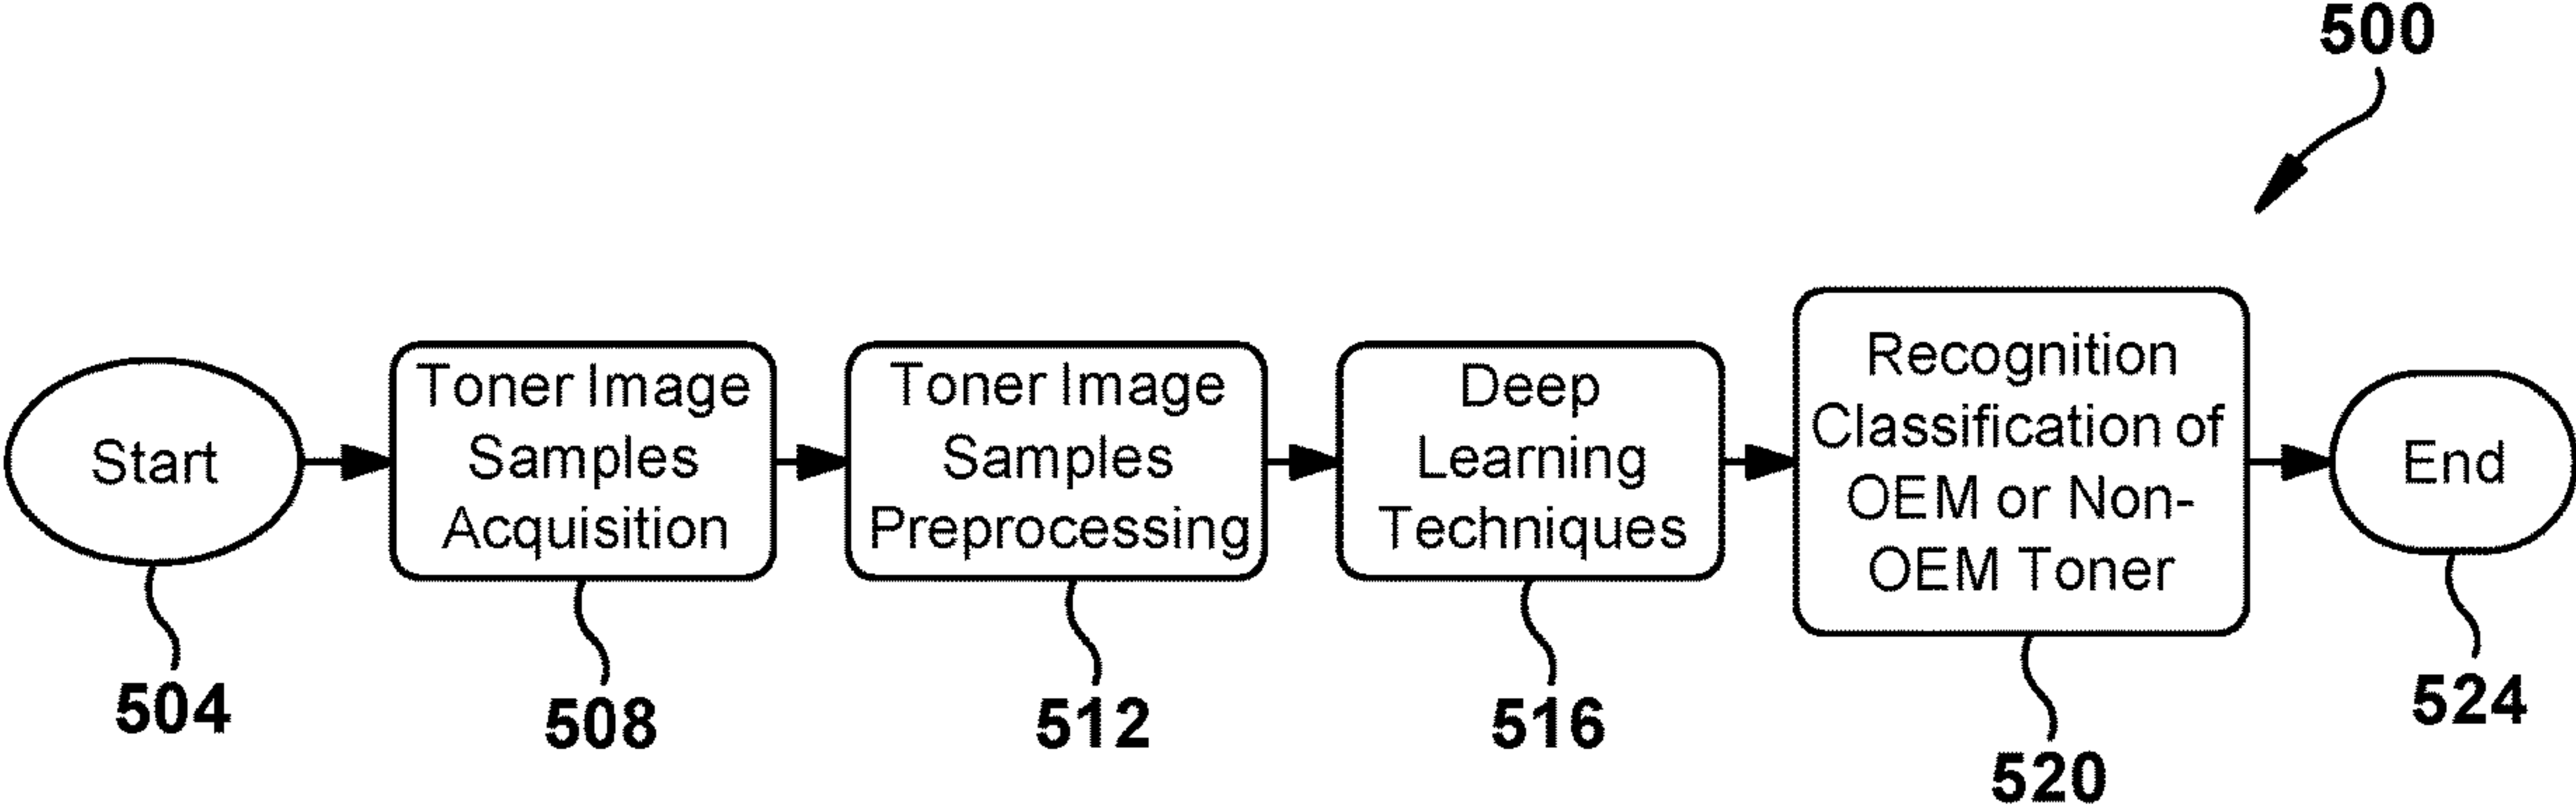 500
Start
Toner Image
Samples
Acquisition
Toner Image
Samples
Preprocessing
Deep
Learning
Techniques
Recognition
Classification of
OEM or Non-
OEM Toner
End
504
508
512
516
520
524